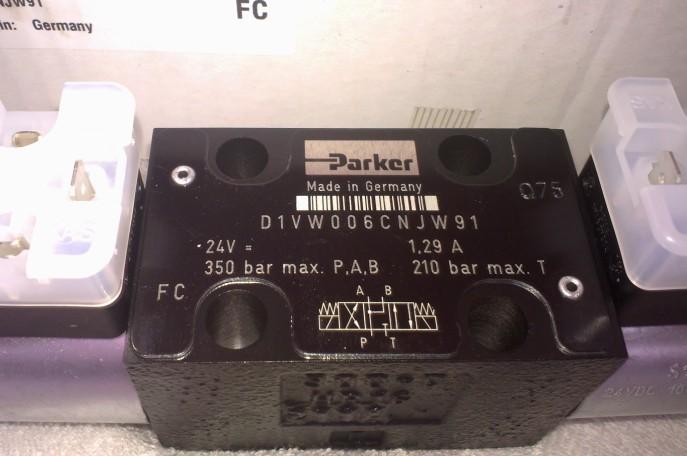 FC
in: Germany
Parker
Made in Germany
Q75
D1VW006CNJW91
24V = 1,29 A
350 bar max. P,A,B 210 bar max. T
FC
A B
P T
24VDC